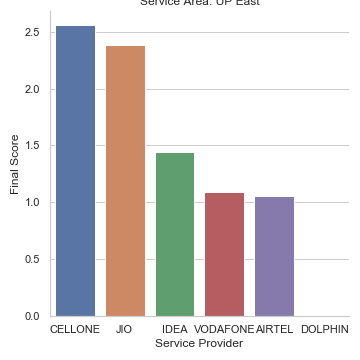 Service Area: UP East
2.5
2.0
1.5
1.0
0.5
0.0
Final Score
CELLONE JIO IDEA VODAFONE AIRTEL DOLPHIN
Service Provider